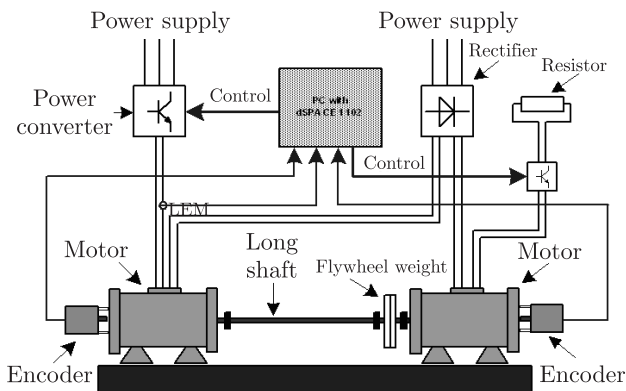 Power supply
Power supply
Rectifier
Resistor
Power
converter
Control
PC with
dSPACE 1102
Control
LEM
Motor
Long
shaft
Flywheel weight
Motor
Encoder
Encoder